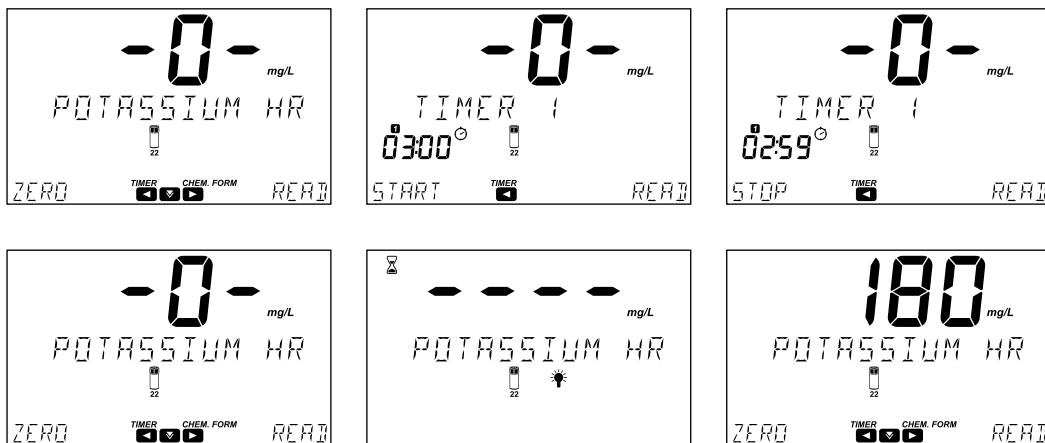 -0-
mg/L
POTASSIUM HR
22
TIMER CHEM. FORM
ZERO READ
-0-
mg/L
TIMER 1
1
03:00
22
TIMER
START READ
-0-
mg/L
TIMER 1
1
02:59
22
TIMER
STOP READ
-0-
mg/L
POTASSIUM HR
22
TIMER CHEM. FORM
ZERO READ
- - - -
mg/L
POTASSIUM HR
22
180
mg/L
POTASSIUM HR
22
TIMER CHEM. FORM
ZERO READ